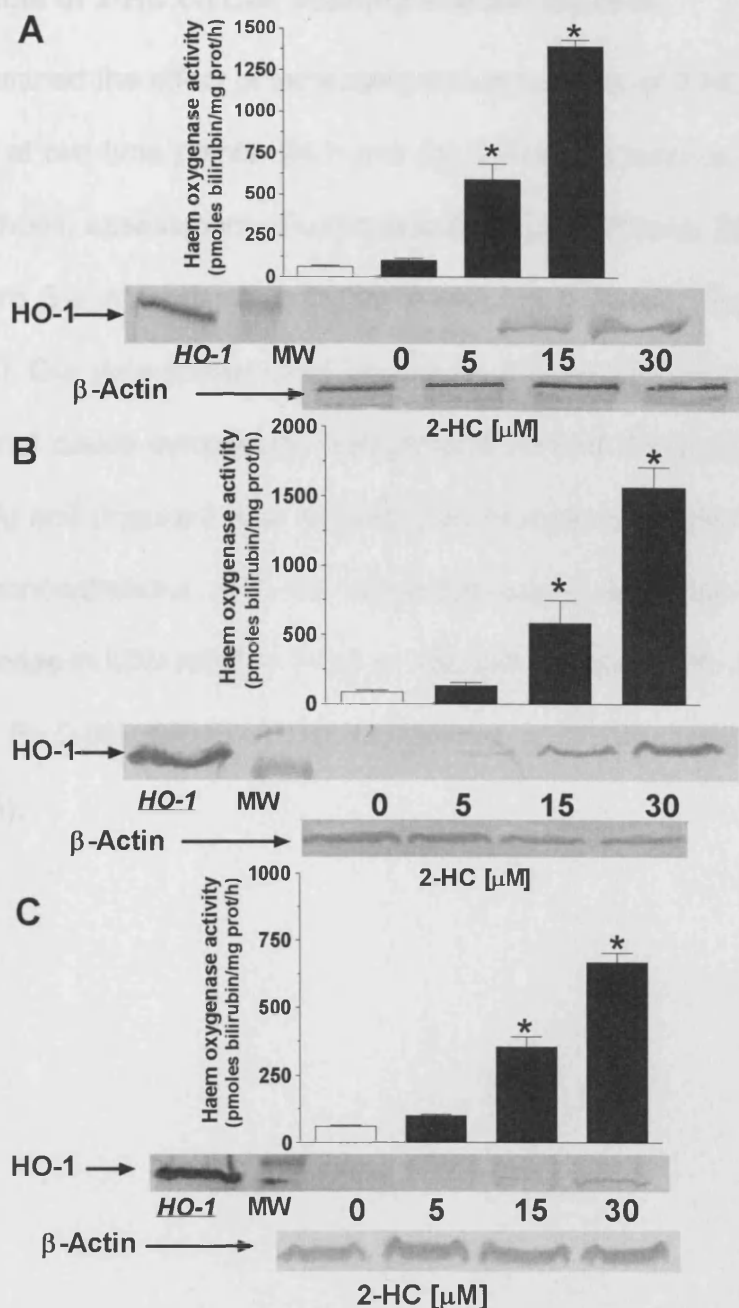 A
Haem oxygenase activity
(pmoles bilirubin/mg prot/h)
1500
1250
1000
750
500
250
0
*
*
HO-1
HO-1 MW 0 5 15 30
β-Actin
2-HC [μM]
B
Haem oxygenase activity
(pmoles bilirubin/mg prot/h)
2000
1500
1000
500
0
*
*
HO-1
HO-1 MW 0 5 15 30
β-Actin
2-HC [μM]
C
Haem oxygenase activity
(pmoles bilirubin/mg prot/h)
1000
750
500
250
0
*
*
HO-1
HO-1 MW 0 5 15 30
β-Actin
2-HC [μM]